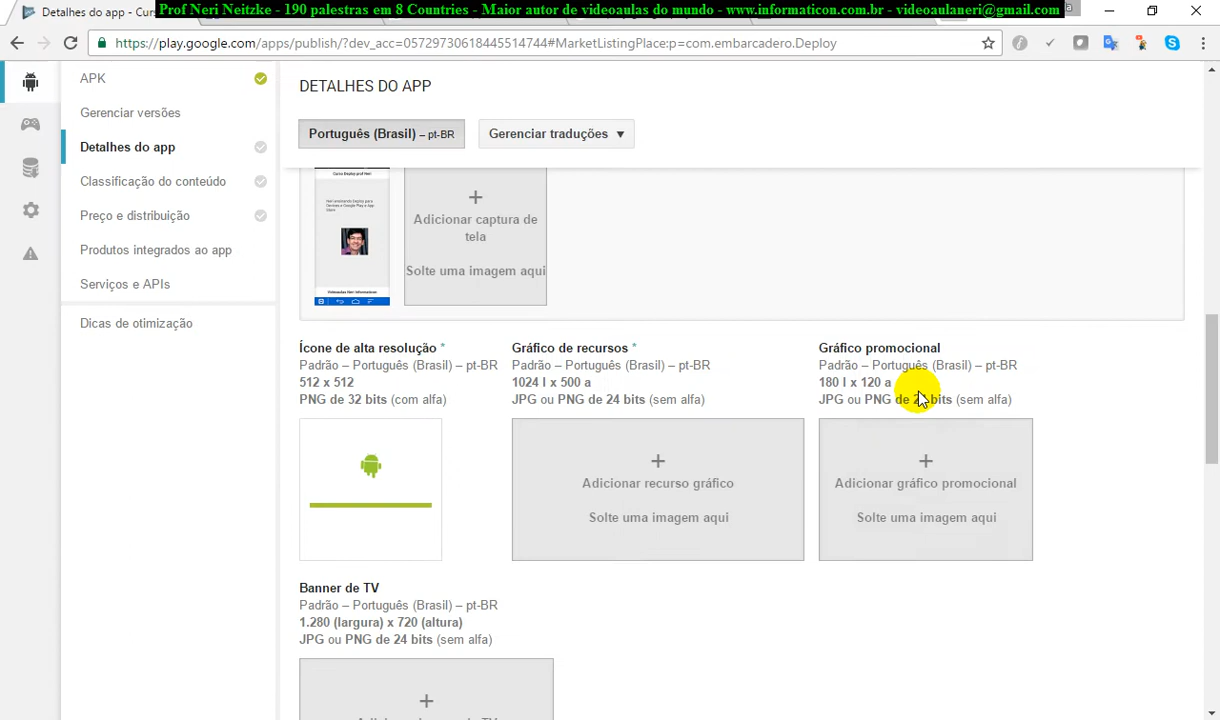 Detalhes do app - Curs
Prof Neri Neitzke - 190 palestras em 8 Countries - Maior autor de videoaulas do mundo - www.informaticon.com.br - videoaulaneri@gmail.com
https://play.google.com/apps/publish/?dev_acc=05729730618445514744#MarketListingPlace:p=com.embarcadero.Deploy
APK
Gerenciar versões
Detalhes do app
Classificação do conteúdo
Preço e distribuição
Produtos integrados ao app
Serviços e APIs
Dicas de otimização
DETALHES DO APP
Português (Brasil) – pt-BR
Gerenciar traduções
Curso Deploy prof Neri
Adicionar captura de
tela
Solte uma imagem aqui
Ícone de alta resolução *
Padrão – Português (Brasil) – pt-BR
512 x 512
PNG de 32 bits (com alfa)
Gráfico de recursos *
Padrão – Português (Brasil) – pt-BR
1024 l x 500 a
JPG ou PNG de 24 bits (sem alfa)
Adicionar recurso gráfico
Solte uma imagem aqui
Gráfico promocional
Padrão – Português (Brasil) – pt-BR
180 l x 120 a
JPG ou PNG de 24 bits (sem alfa)
Adicionar gráfico promocional
Solte uma imagem aqui
Banner de TV
Padrão – Português (Brasil) – pt-BR
1.280 (largura) x 720 (altura)
JPG ou PNG de 24 bits (sem alfa)